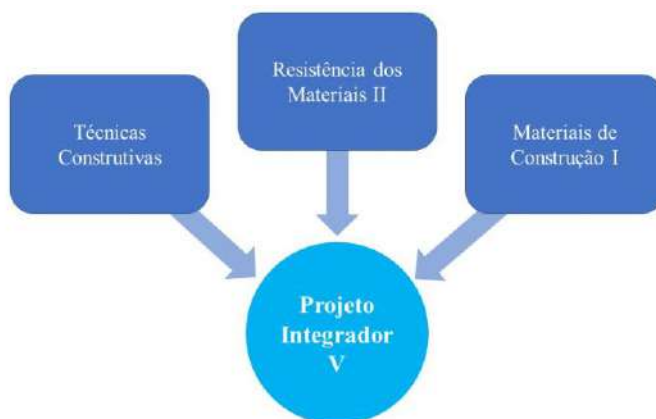 Resistência dos
Materiais II
Técnicas
Construtivas
Materiais de
Construção I
Projeto
Integrador
V